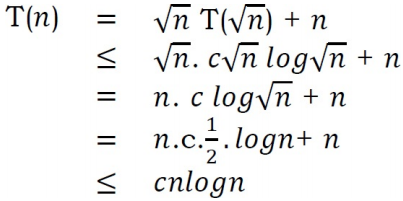 T(n) = √n T(√n) + n
≤ √n. c√n log√n + n
= n. c log√n + n
= n.c.1/2.logn+ n
≤ cnlogn